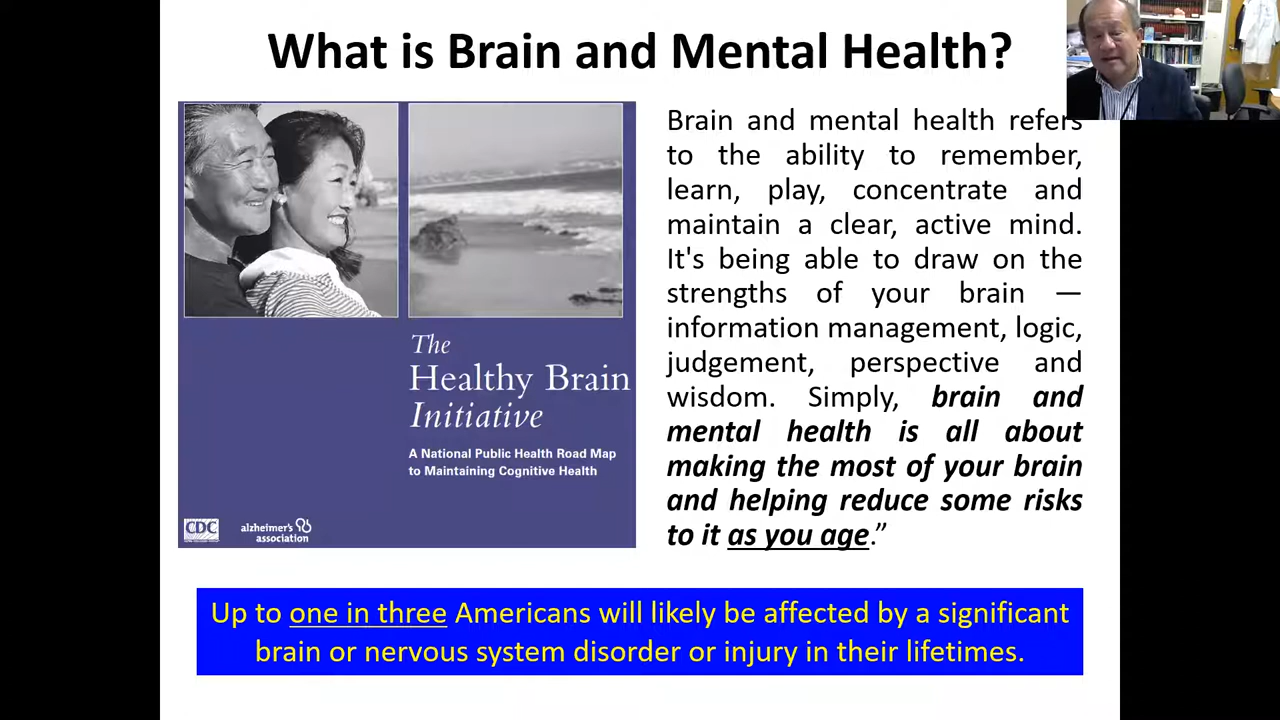 What is Brain and Mental Health?
The
Healthy Brain
Initiative
A National Public Health Road Map
to Maintaining Cognitive Health
CDC
alzheimer's
association
Brain and mental health refers
to the ability to remember,
learn, play, concentrate and
maintain a clear, active mind.
It's being able to draw on the
strengths of your brain —
information management, logic,
judgement, perspective and
wisdom. Simply, brain and
mental health is all about
making the most of your brain
and helping reduce some risks
to it as you age.”
Up to one in three Americans will likely be affected by a significant
brain or nervous system disorder or injury in their lifetimes.